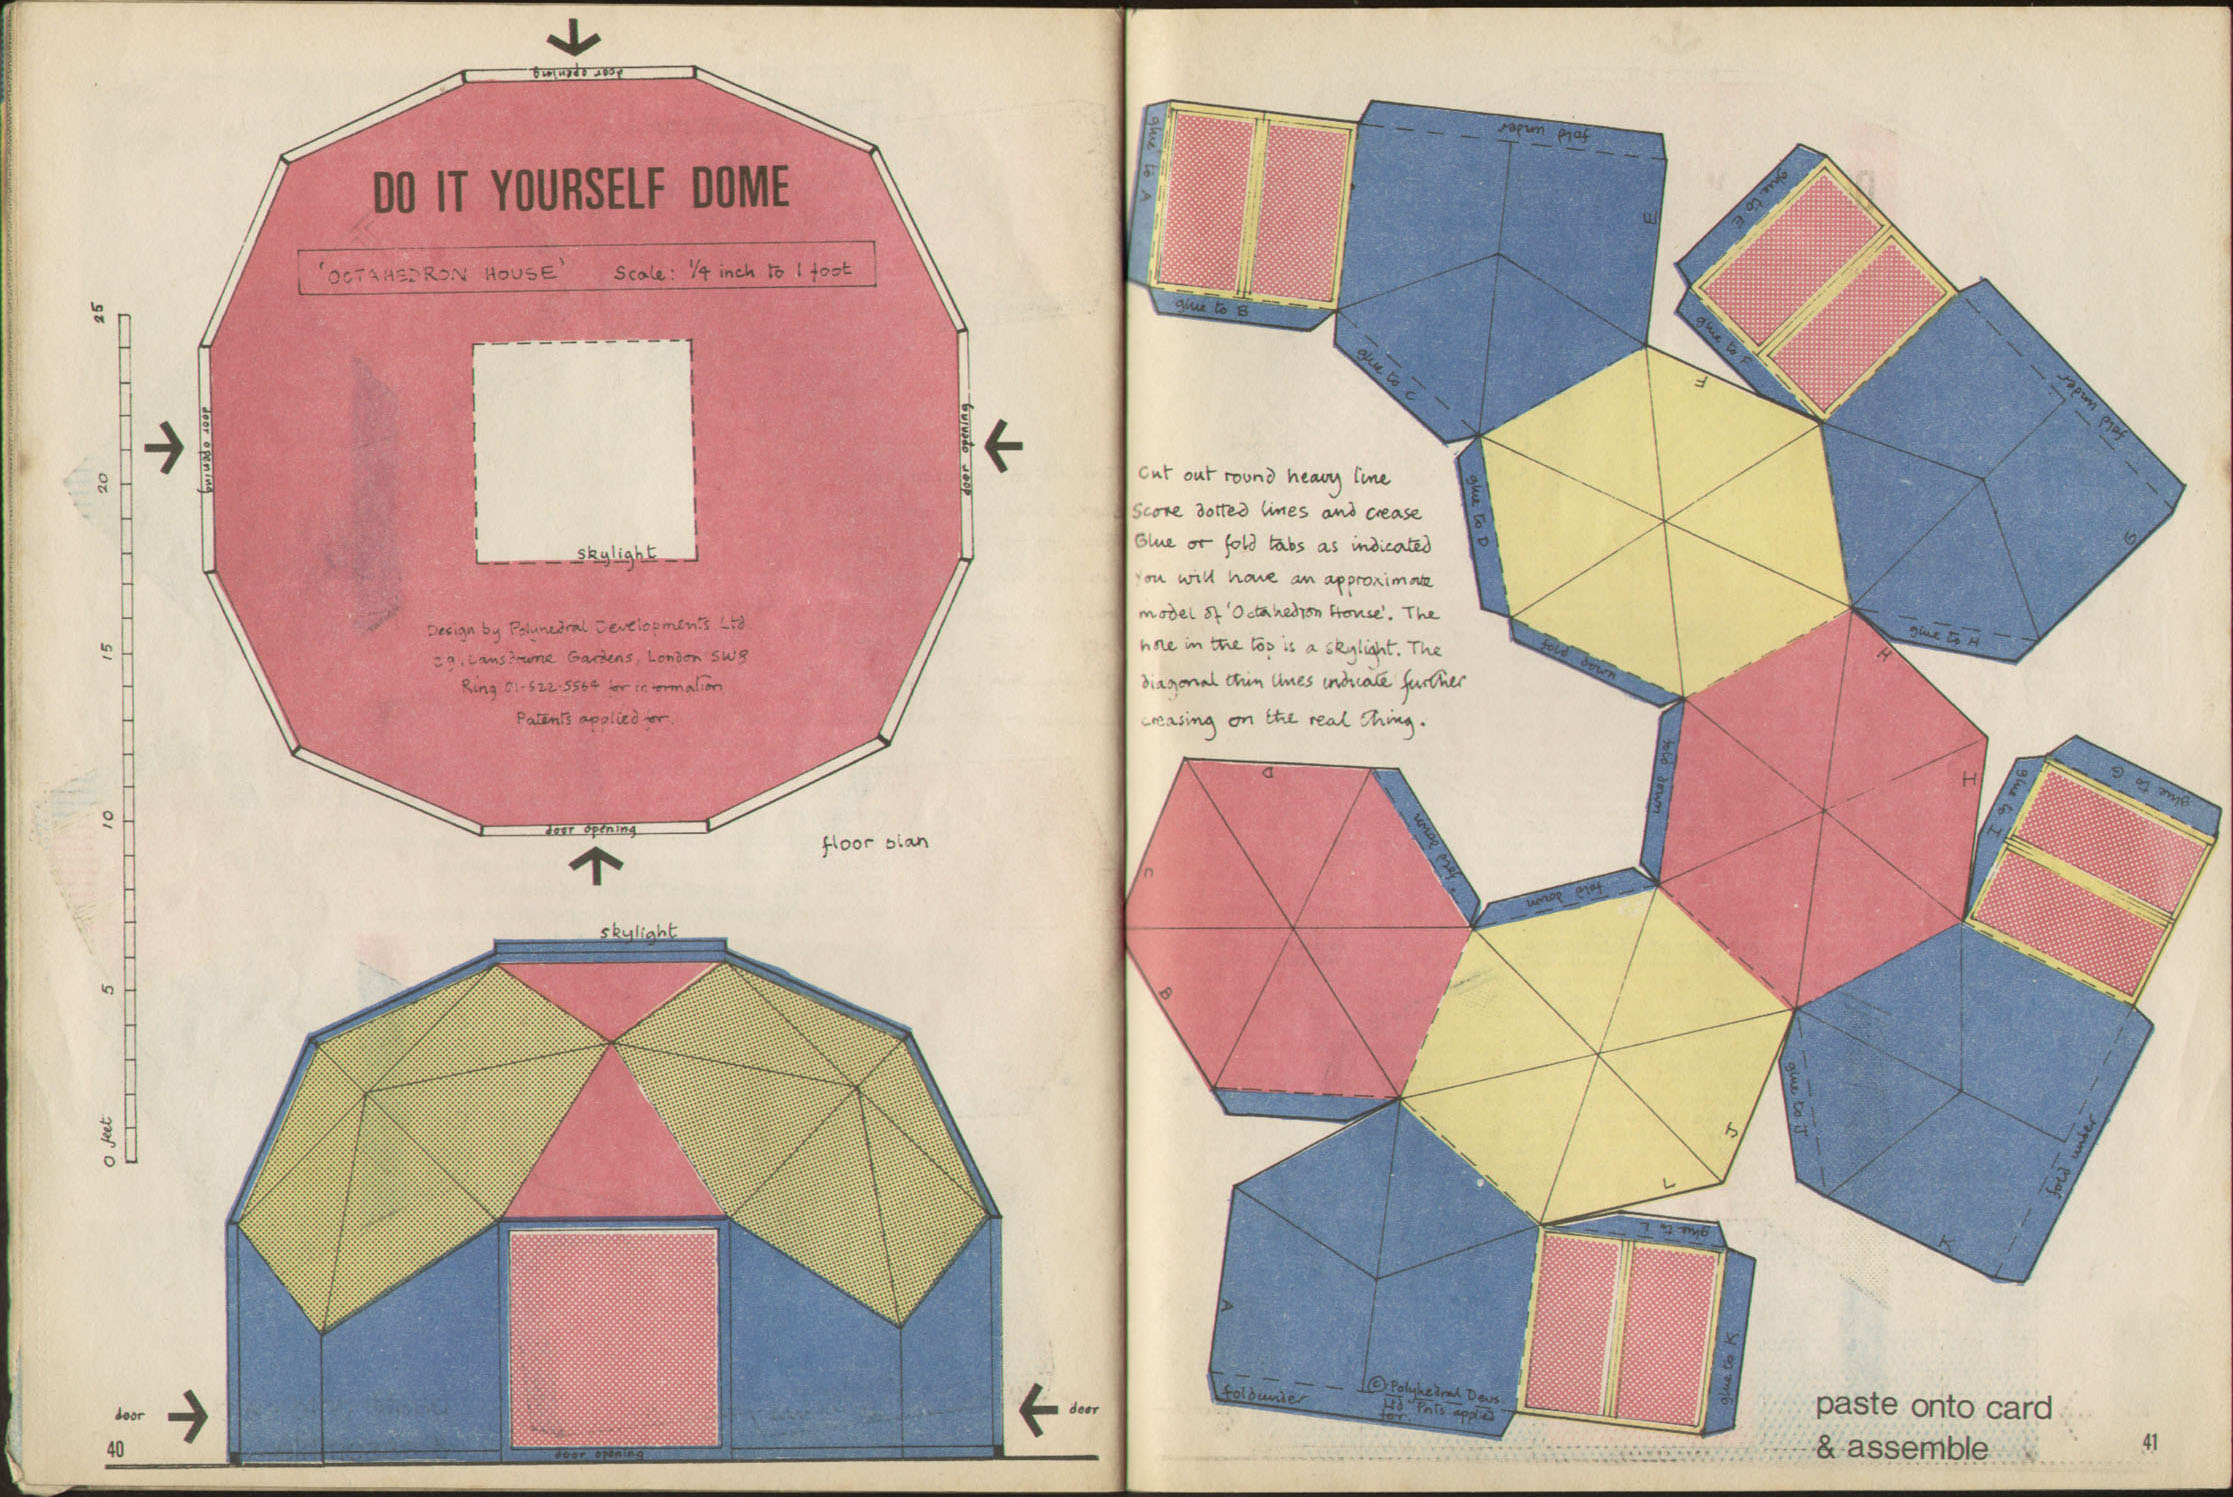 door opening
DO IT YOURSELF DOME
'OCTAHEDRON HOUSE' Scale: 1/4 inch to 1 foot
25
20
15
10
5
0 feet
door opening
door opening
skylight
Design by Polyhedral Developments Ltd.
29, Lansdowne Gardens, London SW8
Ring 01-622-5564 for information
Patents applied for.
door opening
floor plan
skylight
door
door
door opening
40
glue to A
glue to B
glue to C
fold under
E
glue to E
glue to F
F
fold under
G
glue to H
glue to D
fold down
Cut out round heavy line
Score dotted lines and crease
Glue or fold tabs as indicated
You will have an approximate
model of 'Octahedron House'. The
hole in the top is a skylight. The
diagonal thin lines indicate further
creasing on the real thing.
H
I
fold down
glue to G
glue to I
D
C
B
fold down
fold down
J
L
glue to J
fold under
K
A
fold under
glue to L
glue to K
© Polyhedral Devs.
Ltd Pats applied
for
paste onto card
& assemble
41